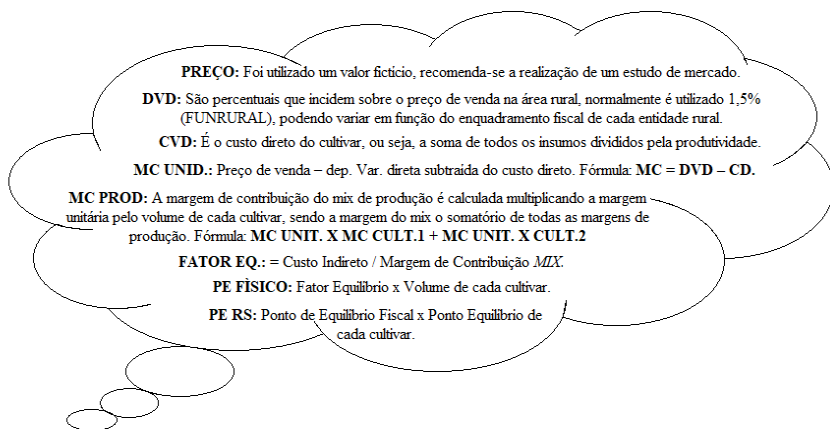 PREÇO: Foi utilizado um valor ficticio, recomenda-se a realização de um estudo de mercado.
DVD: São percentuais que incidem sobre o preço de venda na área rural, normalmente é utilizado 1,5%
(FUNRURAL), podendo variar em função do enquadramento fiscal de cada entidade rural.
CVD: É o custo direto do cultivar, ou seja, a soma de todos os insumos divididos pela produtividade.
MC UNID.: Preço de venda – dep. Var. direta subtraida do custo direto. Fórmula: MC = DVD – CD.
MC PROD: A margem de contribuição do mix de produção é calculada multiplicando a margem
unitária pelo volume de cada cultivar, sendo a margem do mix o somatório de todas as margens de
produção. Fórmula: MC UNIT. X MC CULT.1 + MC UNIT. X CULT.2
FATOR EQ.: = Custo Indireto / Margem de Contribuição MIX.
PE FÌSICO: Fator Equilíbrio x Volume de cada cultivar.
PE RS: Ponto de Equilíbrio Fiscal x Ponto Equilíbrio de
cada cultivar.